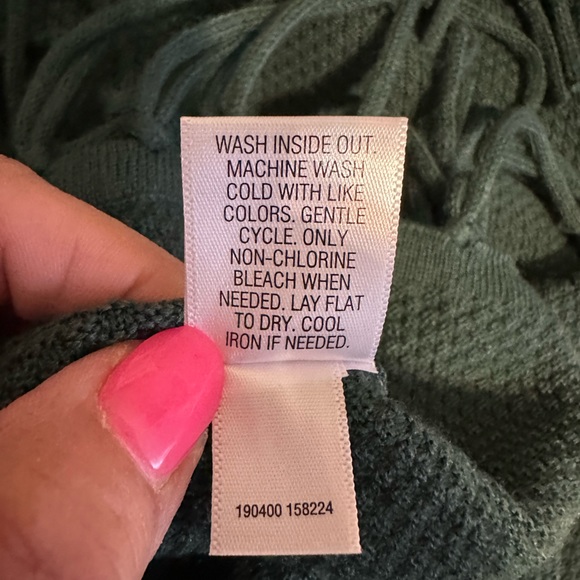 WASH INSIDE OUT.
MACHINE WASH
COLD WITH LIKE
COLORS. GENTLE
CYCLE. ONLY
NON-CHLORINE
BLEACH WHEN
NEEDED. LAY FLAT
TO DRY. COOL
IRON IF NEEDED.
190400 158224